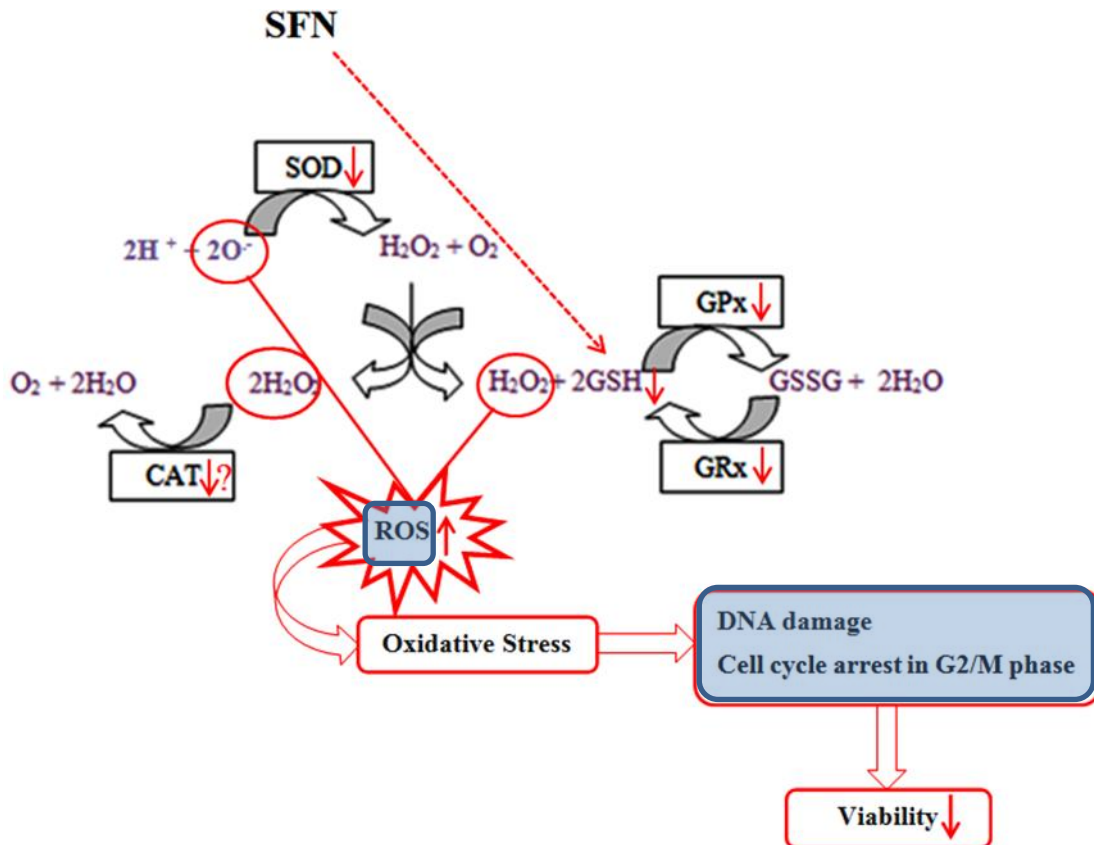 SFN
SOD↓
2H⁺ + 2O·⁻
H₂O₂ + O₂
GPx↓
O₂ + 2H₂O
2H₂O₂
H₂O₂ + 2GSH↓
GSSG + 2H₂O
CAT↓?
GRx↓
ROS↑
Oxidative Stress
DNA damage
Cell cycle arrest in G2/M phase
Viability↓